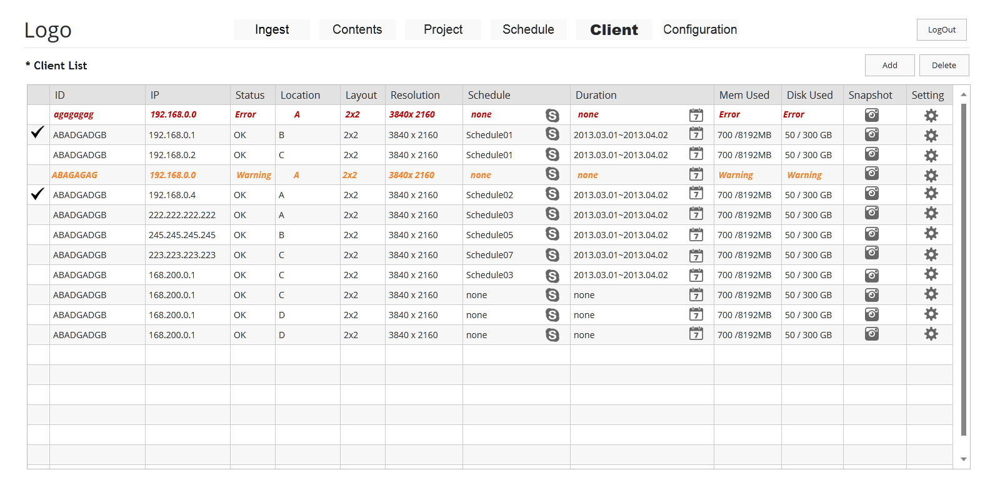 Logo Ingest Contents Project Schedule Client Configuration LogOut
* Client List Add Delete
ID IP Status Location Layout Resolution Schedule Duration Mem Used Disk Used Snapshot Setting
agagagag 192.168.0.0 Error A 2x2 3840x 2160 none S none 7 Error Error
ABADGADGB 192.168.0.1 OK B 2x2 3840 x 2160 Schedule01 S 2013.03.01~2013.04.02 7 700 /8192MB 50 / 300 GB
ABADGADGB 192.168.0.2 OK C 2x2 3840 x 2160 Schedule01 S 2013.03.01~2013.04.02 7 700 /8192MB 50 / 300 GB
ABAGAGAG 192.168.0.0 Warning A 2x2 3840x 2160 none S none 7 Warning Warning
ABADGADGB 192.168.0.4 OK A 2x2 3840 x 2160 Schedule02 S 2013.03.01~2013.04.02 7 700 /8192MB 50 / 300 GB
ABADGADGB 222.222.222.222 OK A 2x2 3840 x 2160 Schedule03 S 2013.03.01~2013.04.02 7 700 /8192MB 50 / 300 GB
ABADGADGB 245.245.245.245 OK B 2x2 3840 x 2160 Schedule05 S 2013.03.01~2013.04.02 7 700 /8192MB 50 / 300 GB
ABADGADGB 223.223.223.223 OK C 2x2 3840 x 2160 Schedule07 S 2013.03.01~2013.04.02 7 700 /8192MB 50 / 300 GB
ABADGADGB 168.200.0.1 OK C 2x2 3840 x 2160 Schedule03 S 2013.03.01~2013.04.02 7 700 /8192MB 50 / 300 GB
ABADGADGB 168.200.0.1 OK C 2x2 3840 x 2160 none S none 7 700 /8192MB 50 / 300 GB
ABADGADGB 168.200.0.1 OK D 2x2 3840 x 2160 none S none 7 700 /8192MB 50 / 300 GB
ABADGADGB 168.200.0.1 OK D 2x2 3840 x 2160 none S none 7 700 /8192MB 50 / 300 GB